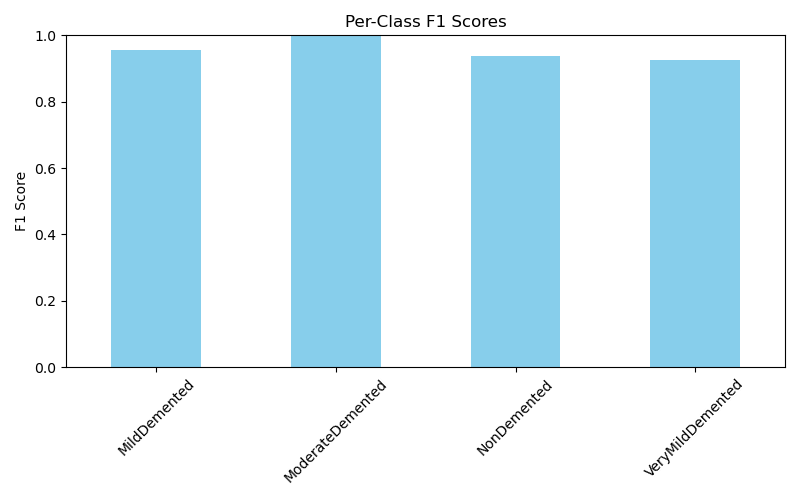 Per-Class F1 Scores
F1 Score
1.0
0.8
0.6
0.4
0.2
0.0
MildDemented
ModerateDemented
NonDemented
VeryMildDemented